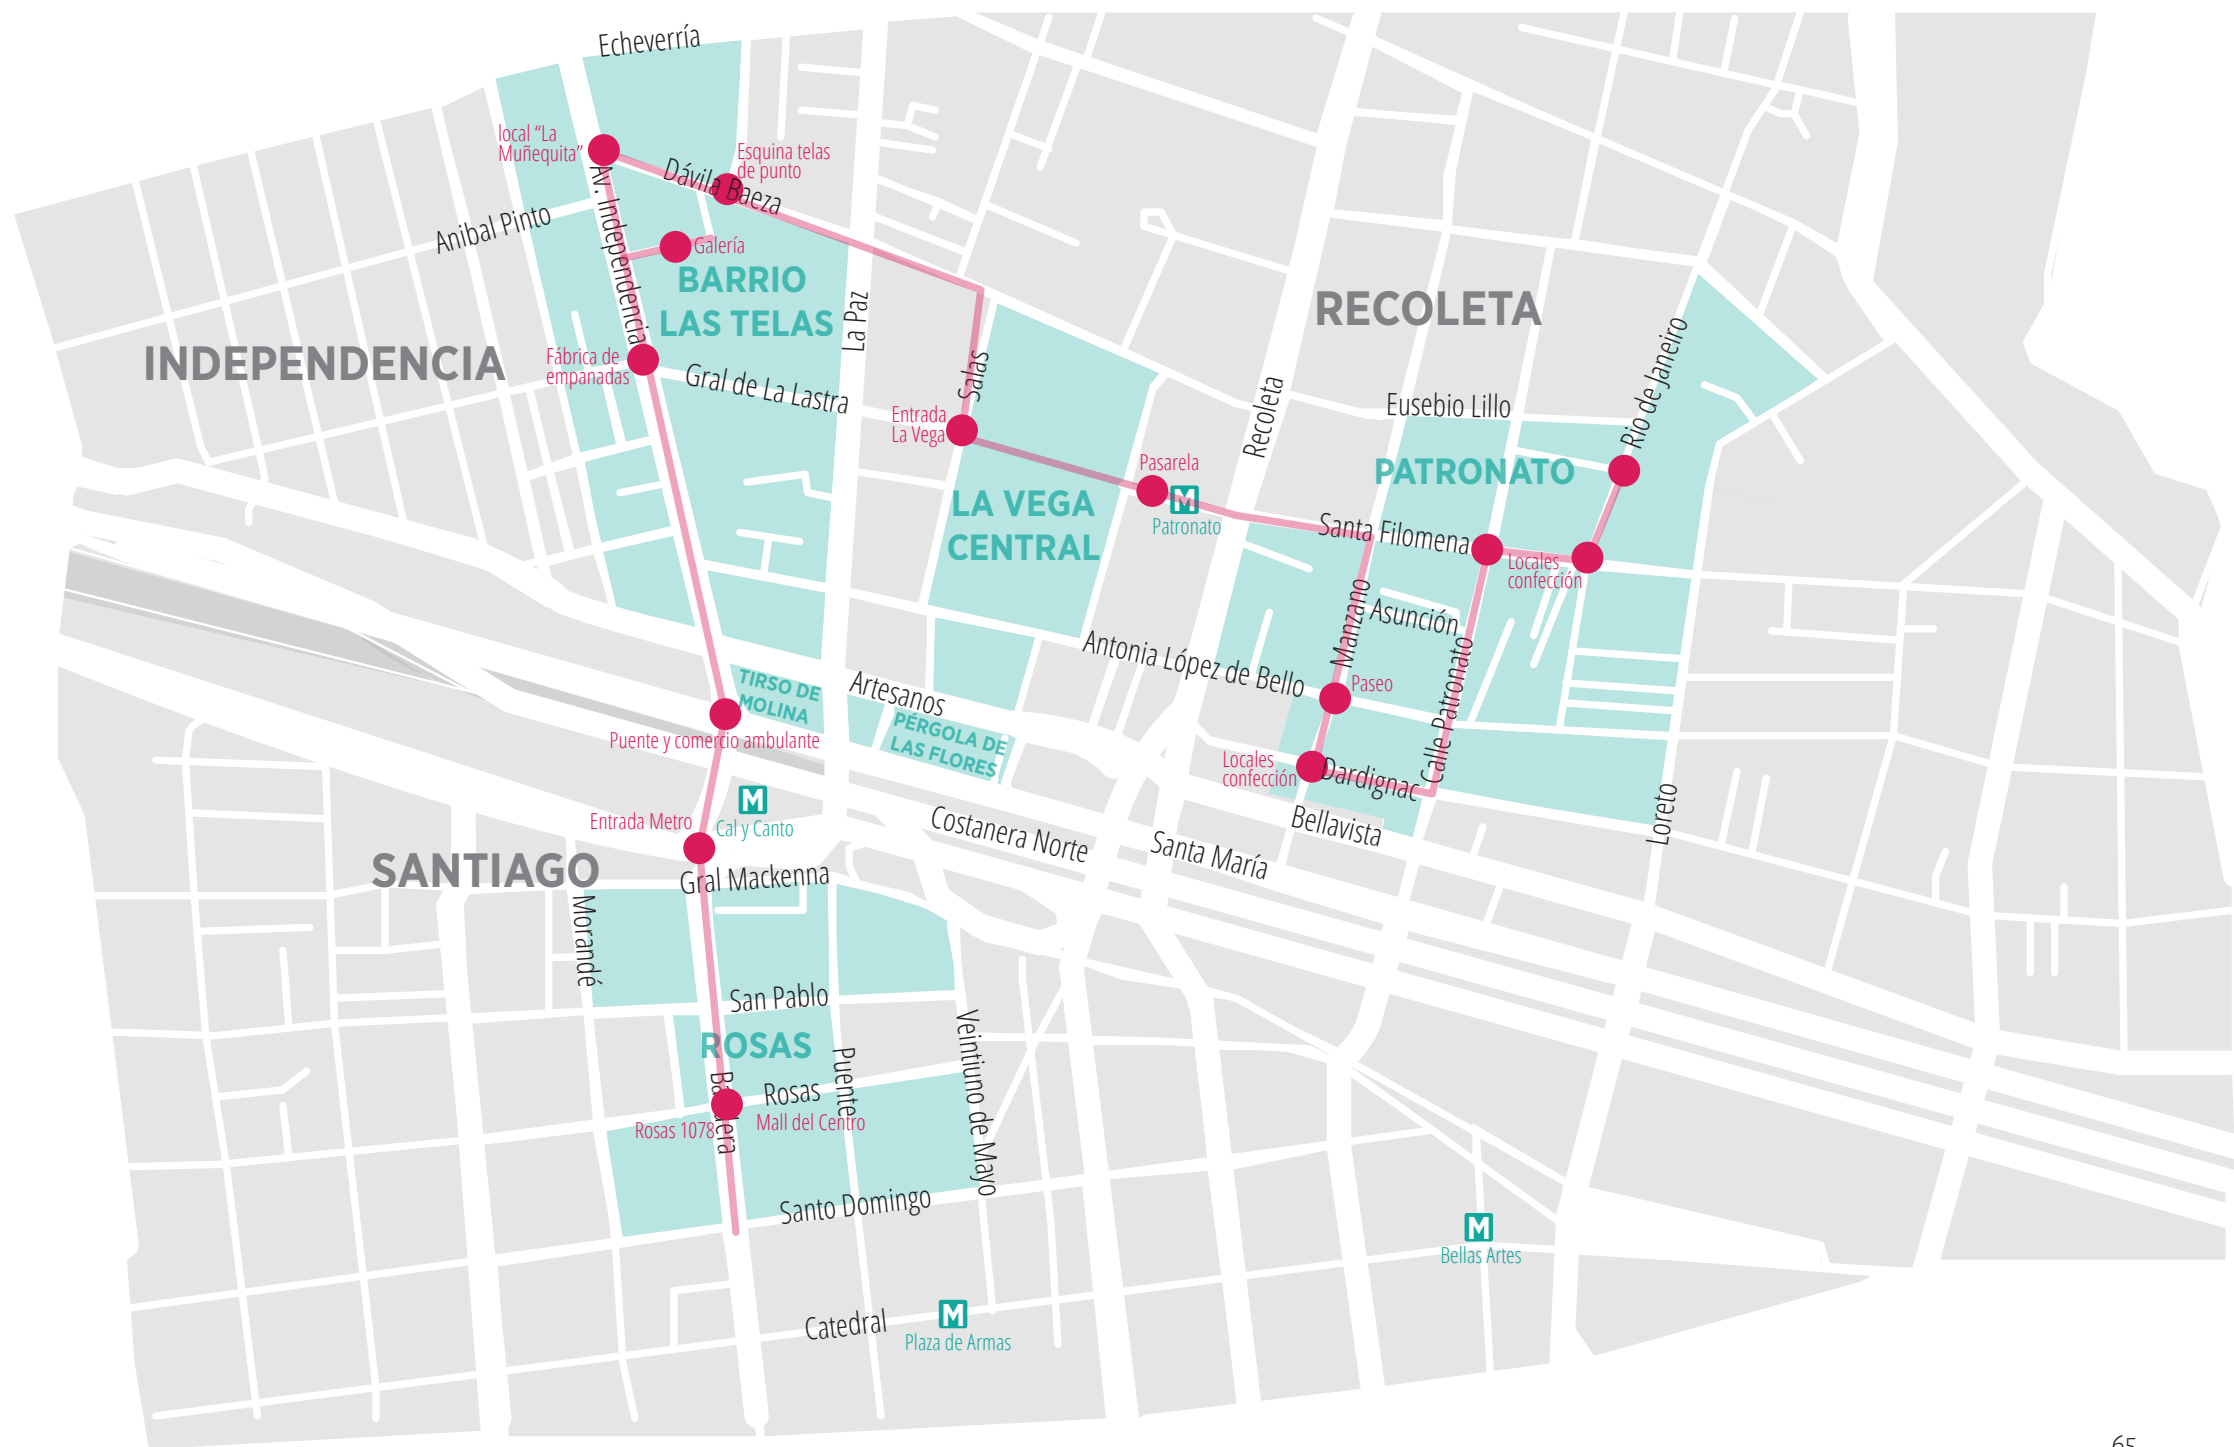 Echeverría
local “La
Muñequita”
Esquina telas
de punto
Dávila Baeza
Anibal Pinto
Av. Independencia
Galería
BARRIO
LAS TELAS
La Paz
INDEPENDENCIA
RECOLETA
Fábrica de
empanadas
Gral de La Lastra
Salas
Entrada
La Vega
Recoleta
Eusebio Lillo
Rio de Janeiro
Pasarela
M
Patronato
PATRONATO
LA VEGA
CENTRAL
Santa Filomena
Locales
confección
Manzano
Asunción
Antonia López de Bello
Paseo
Calle Patronato
TIRSO DE
MOLINA
Artesanos
PÉRGOLA DE
LAS FLORES
Puente y comercio ambulante
Locales
confección
Dardignac
Bellavista
Loreto
M
Cal y Canto
Entrada Metro
Costanera Norte
Santa María
SANTIAGO
Gral Mackenna
Morandé
San Pablo
ROSAS
Puente
Veintiuno de Mayo
Rosas
Mall del Centro
Rosas 1078
Santo Domingo
M
Bellas Artes
Catedral
M
Plaza de Armas
65